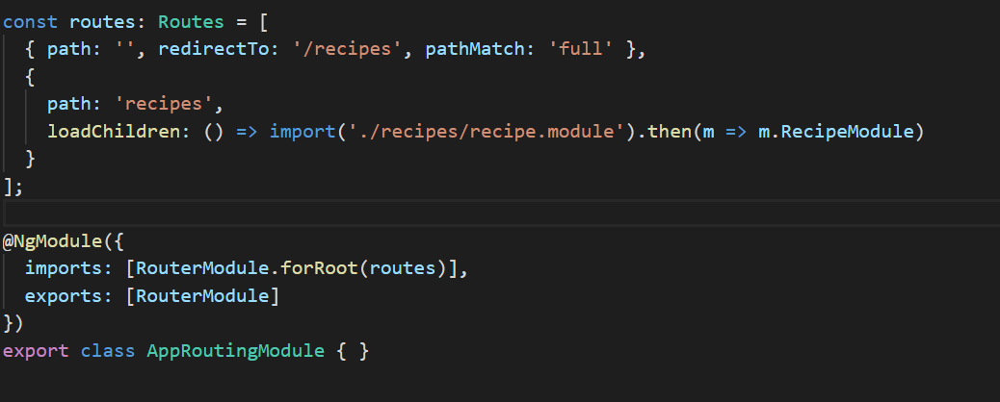 const routes: Routes = [
  { path: '', redirectTo: '/recipes', pathMatch: 'full' },
  {
    path: 'recipes',
    loadChildren: () => import('./recipes/recipe.module').then(m => m.RecipeModule)
  }
];

@NgModule({
  imports: [RouterModule.forRoot(routes)],
  exports: [RouterModule]
})
export class AppRoutingModule { }